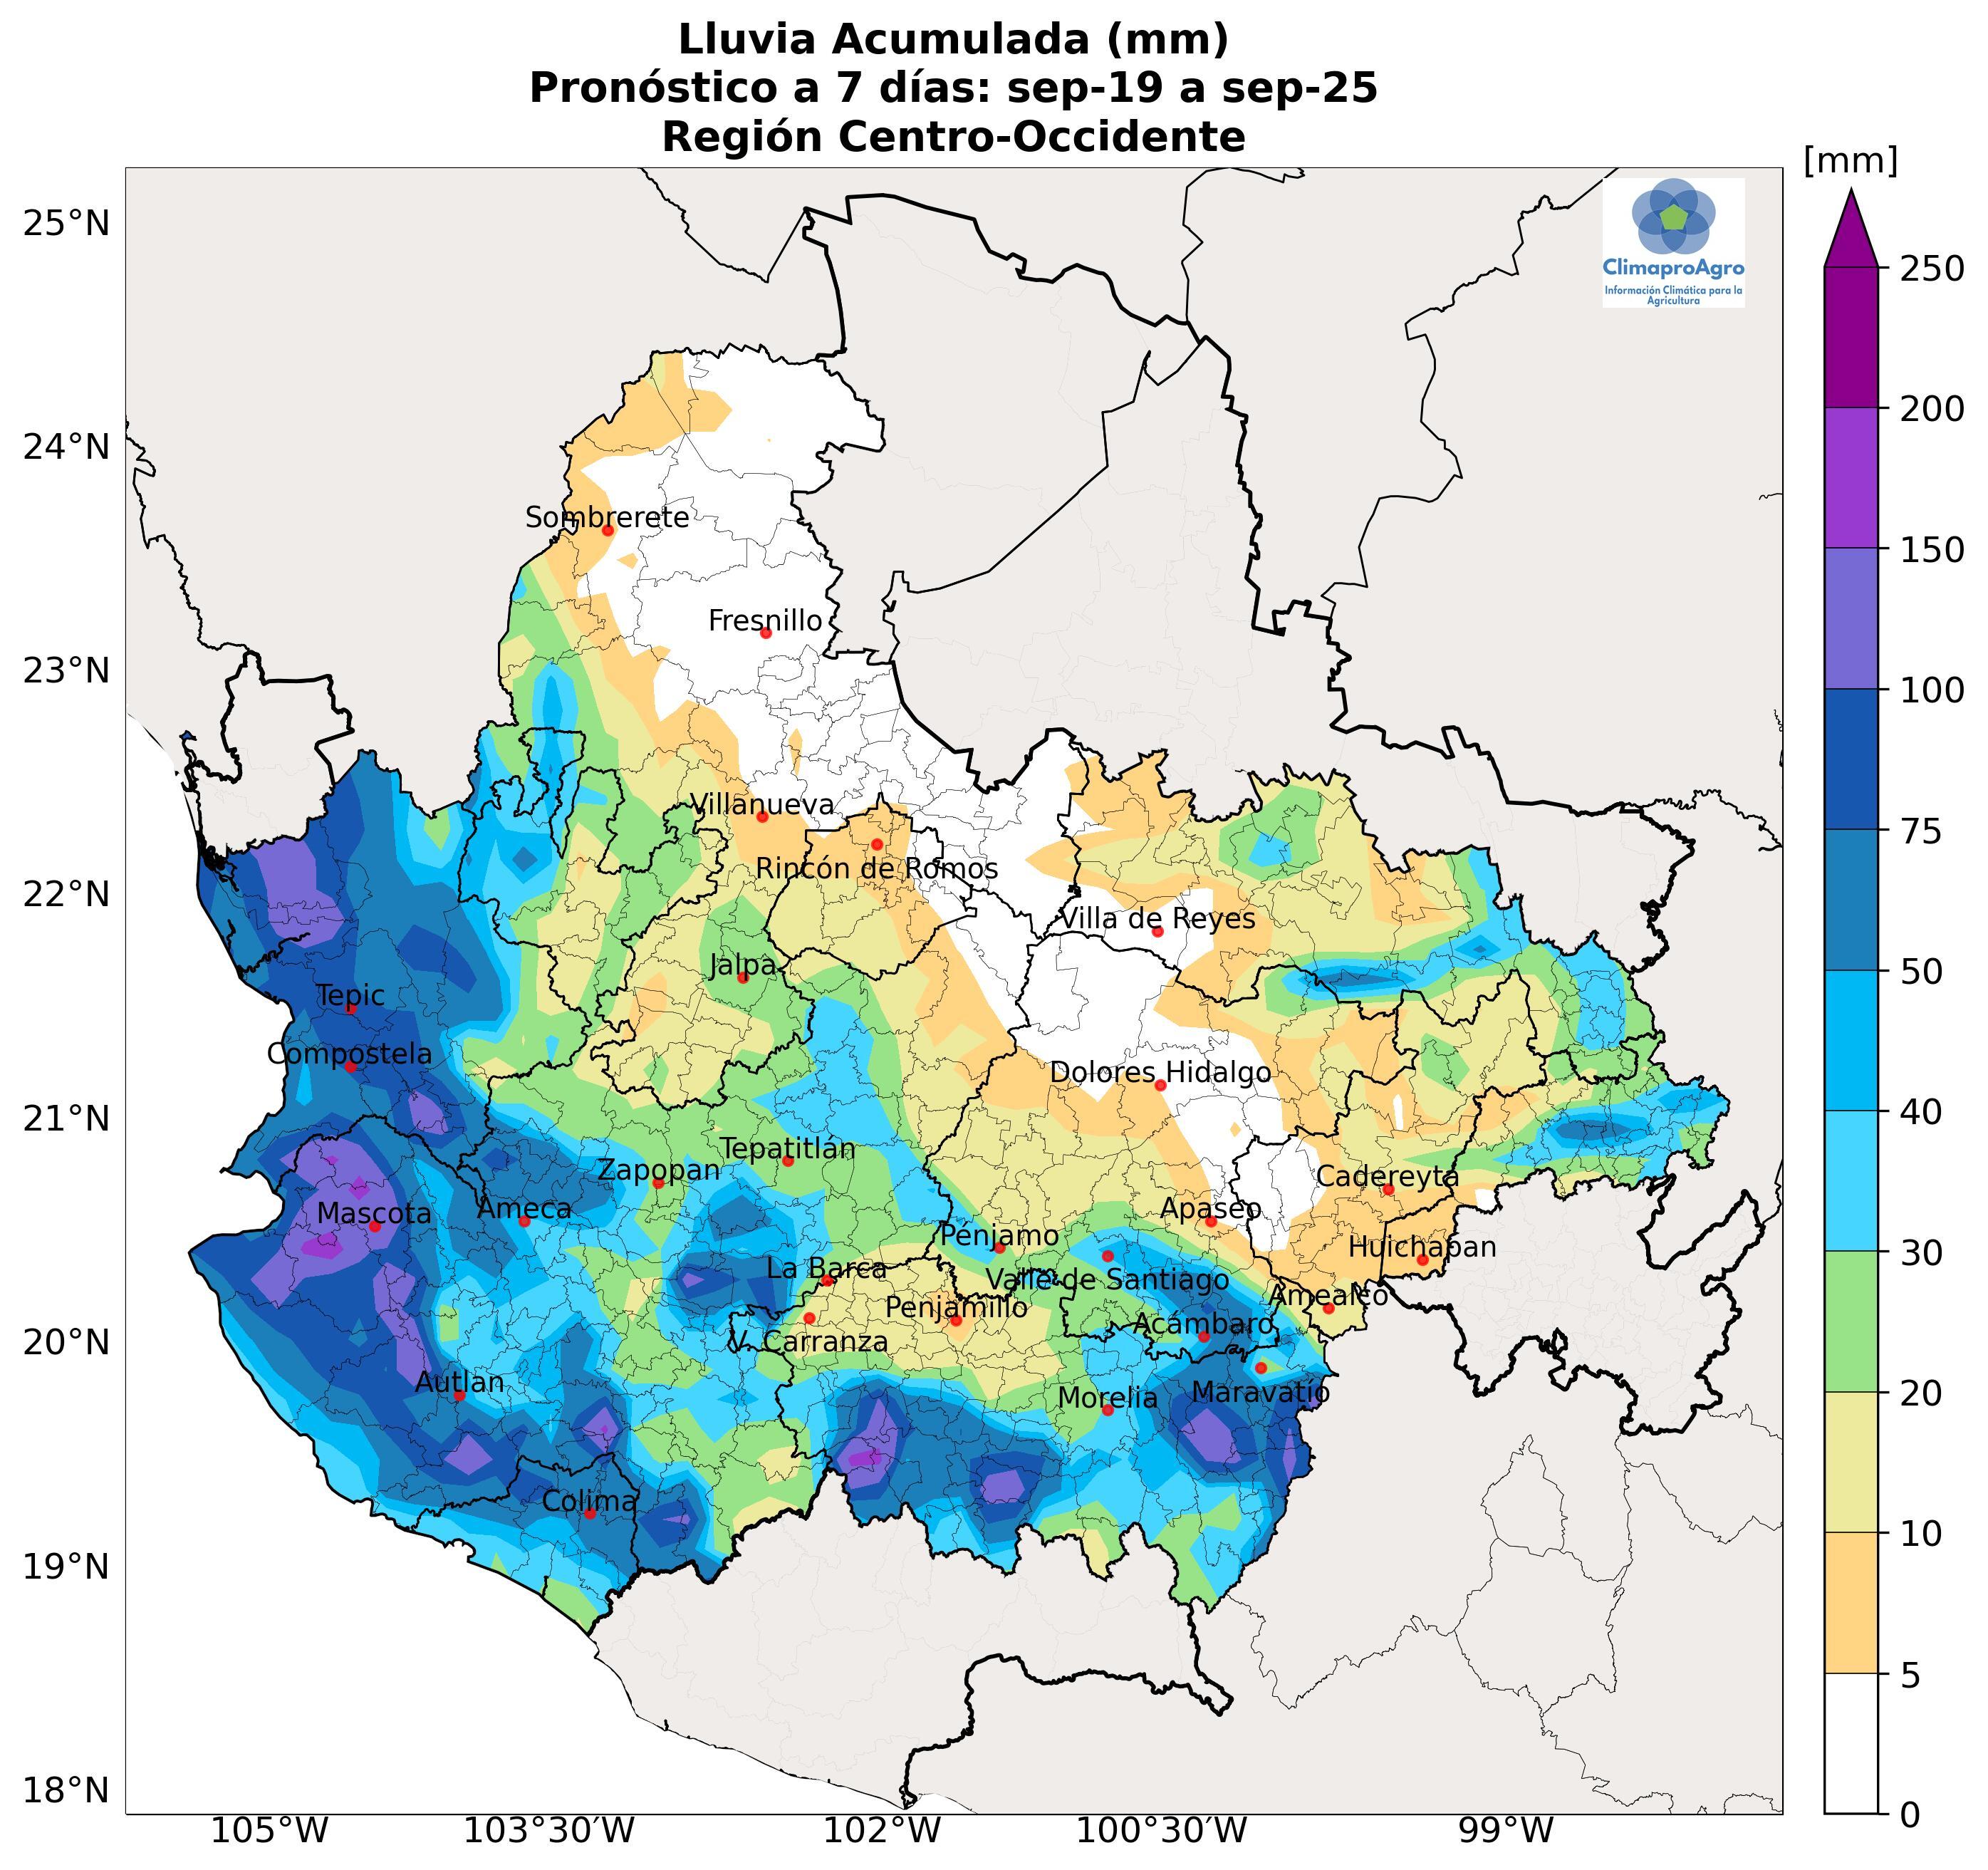 Lluvia Acumulada (mm)
Pronóstico a 7 días: sep-19 a sep-25
Región Centro-Occidente
[mm]
ClimaproAgro
Información Climática para la
Agricultura
25°N
24°N
23°N
22°N
21°N
20°N
19°N
18°N
250
200
150
100
75
50
40
30
20
10
5
0
Sombrerete
Fresnillo
Villanueva
Rincón de Romos
Villa de Reyes
Jalpa
Tepic
Compostela
Dolores Hidalgo
Tepatitlán
Zapopan
Cadereyta
Ameca
Mascota
Apaseo
Pénjamo
Huichapan
La Barca
Valle de Santiago
Amealco
Penjamillo
Acámbaro
V. Carranza
Autlan
Morelia
Maravatío
Colima
105°W
103°30'W
102°W
100°30'W
99°W